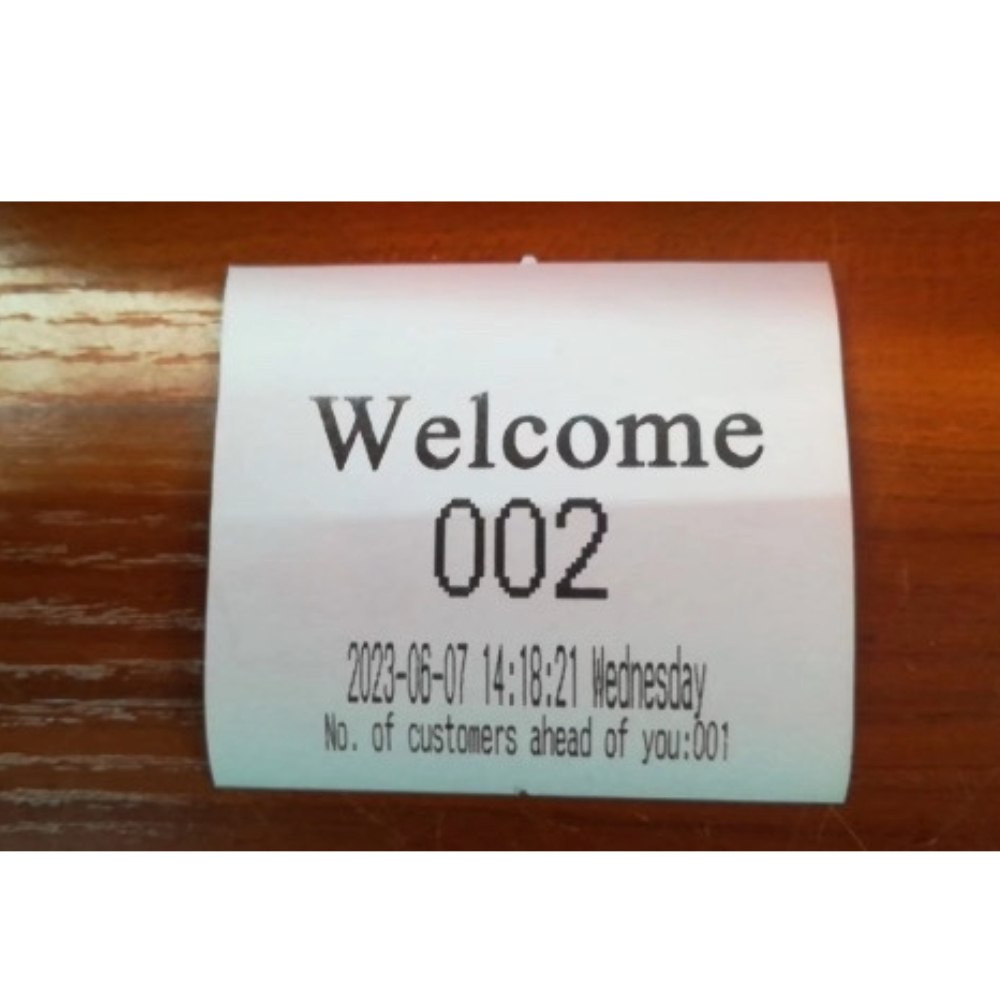 Welcome
002
2023-06-07 14:18:21 Wednesday
No. of customers ahead of you:001